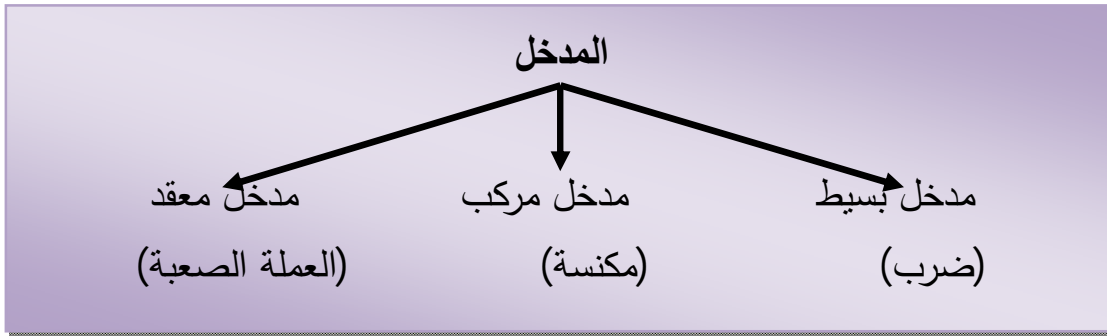 المدخل
مدخل بسيط مدخل مركب مدخل معقد
(ضرب) (مكنسة) (العملة الصعبة)